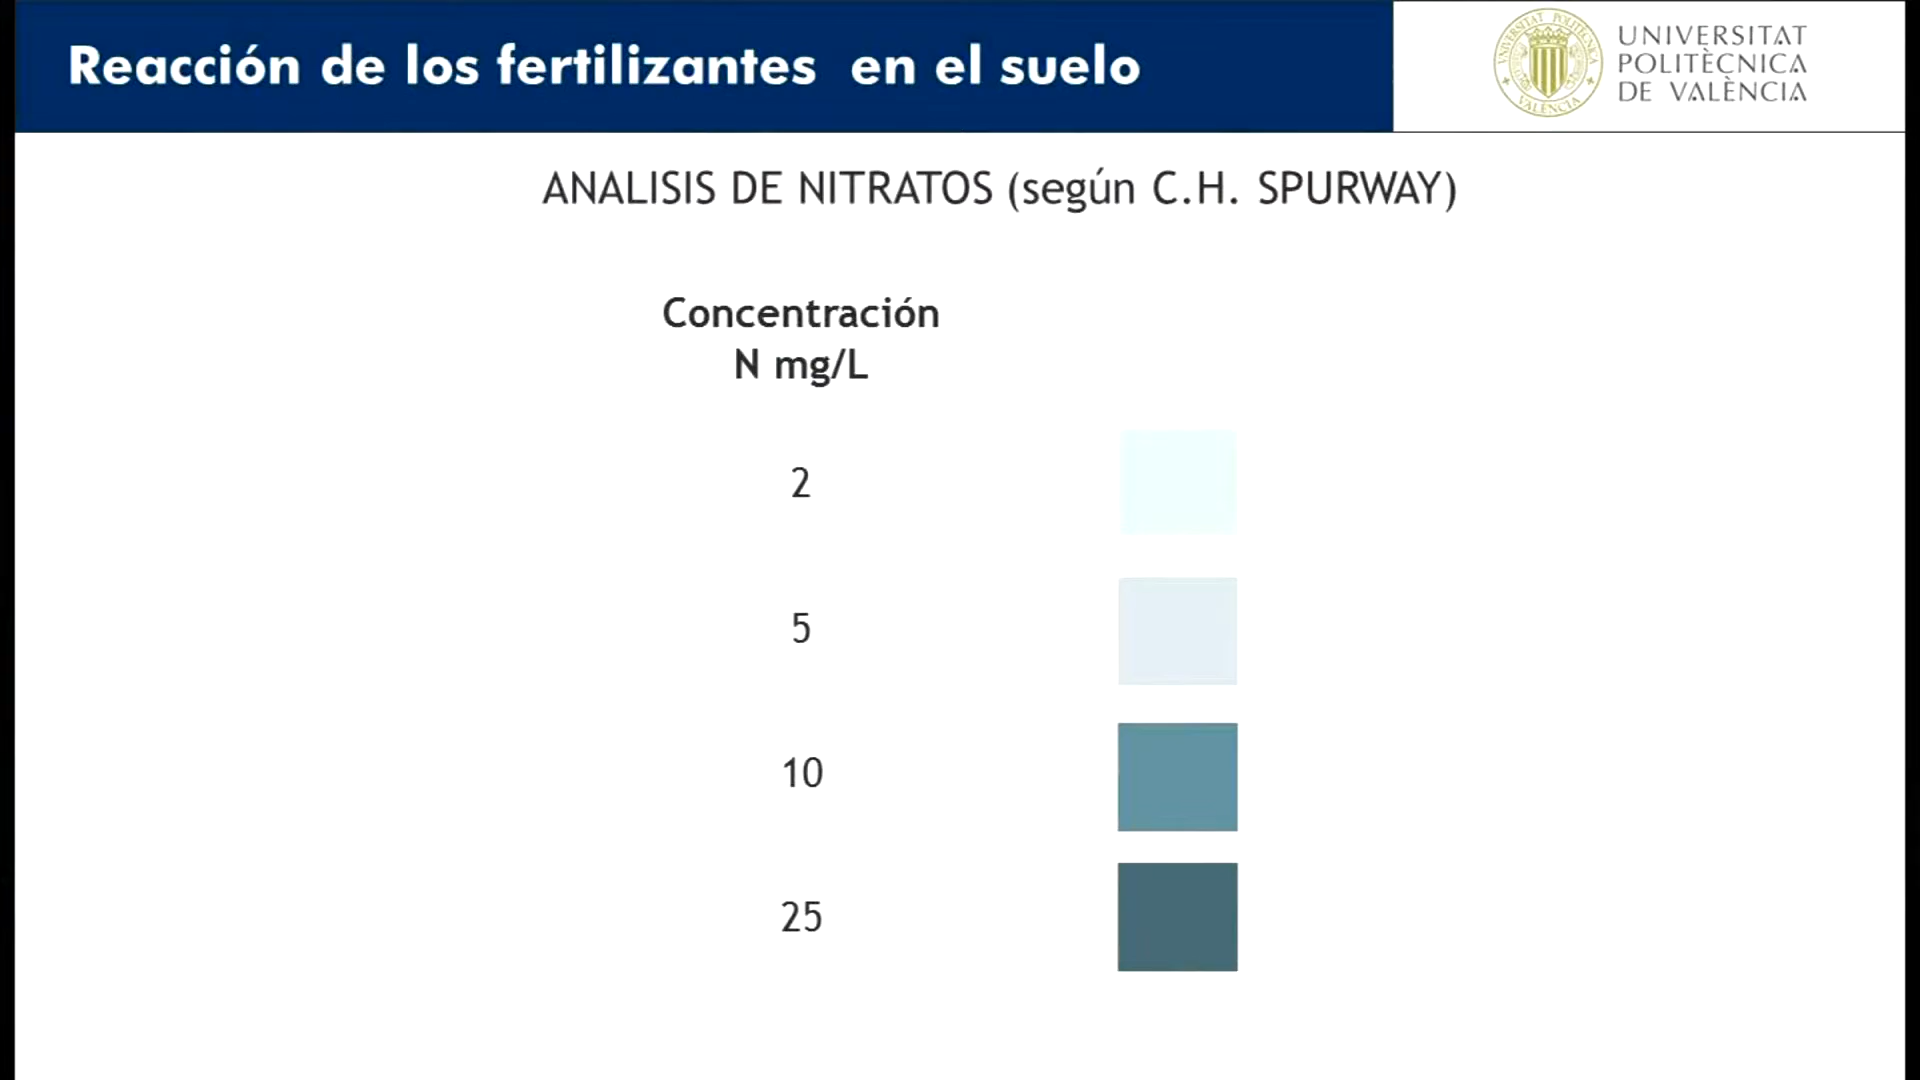 Reacción de los fertilizantes en el suelo
UNIVERSITAT
POLITÈCNICA
DE VALÈNCIA
ANALISIS DE NITRATOS (según C.H. SPURWAY)
Concentración
N mg/L
2
5
10
25